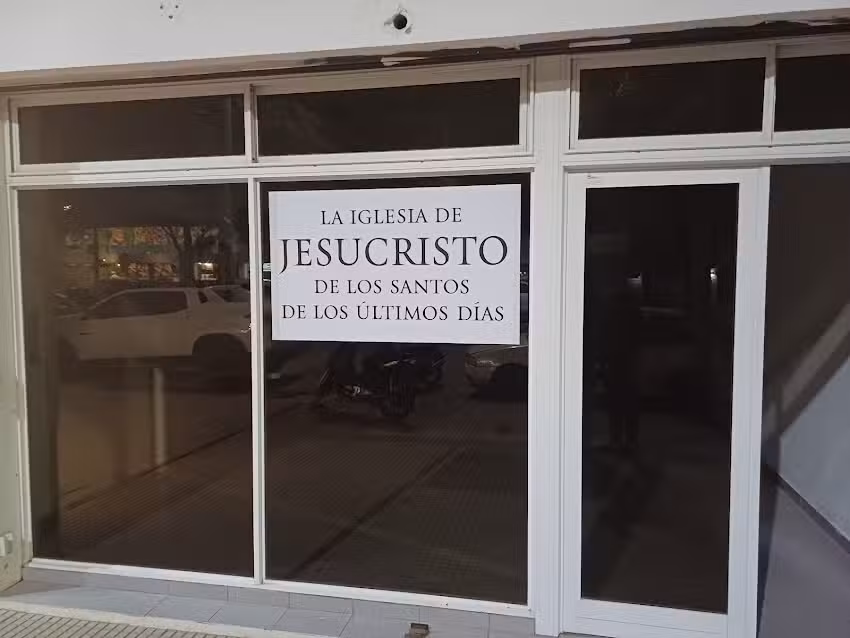 LA IGLESIA DE
JESUCRISTO
DE LOS SANTOS
DE LOS ÚLTIMOS DÍAS